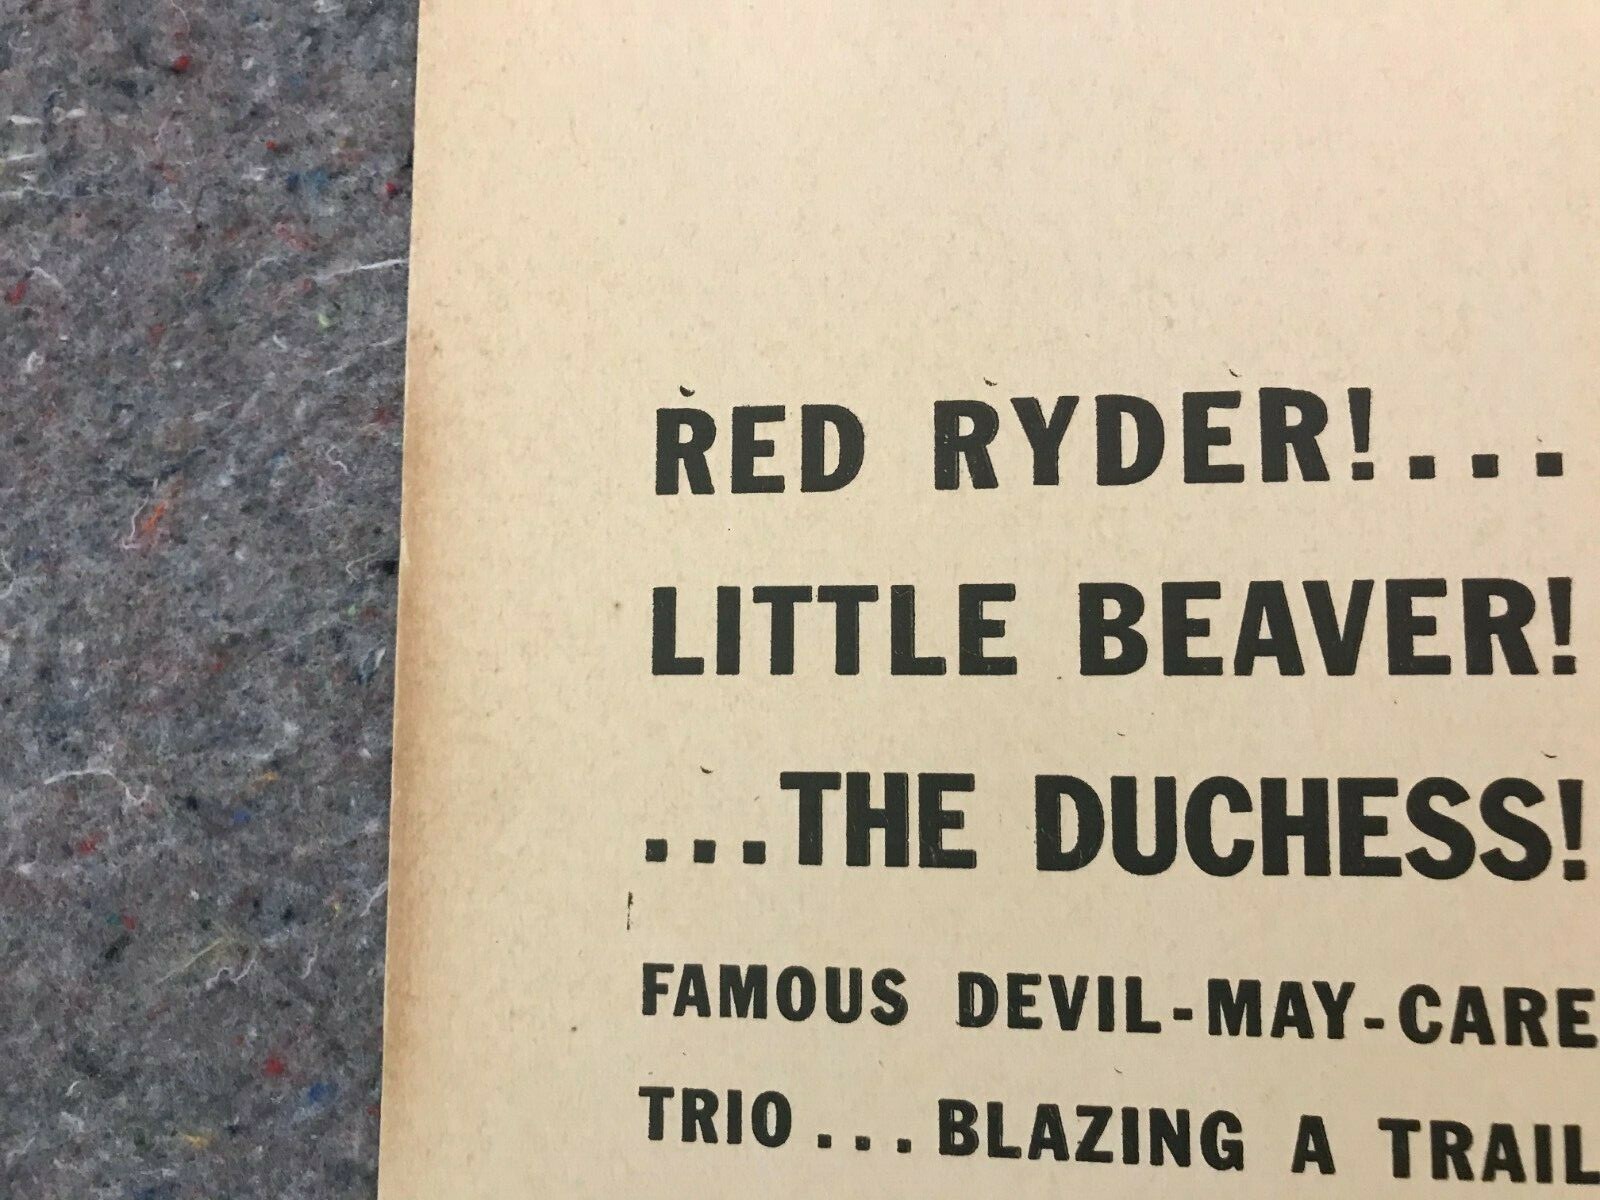 RED RYDER!...
LITTLE BEAVER!
...THE DUCHESS!
FAMOUS DEVIL-MAY-CARE
TRIO...BLAZING A TRAIL